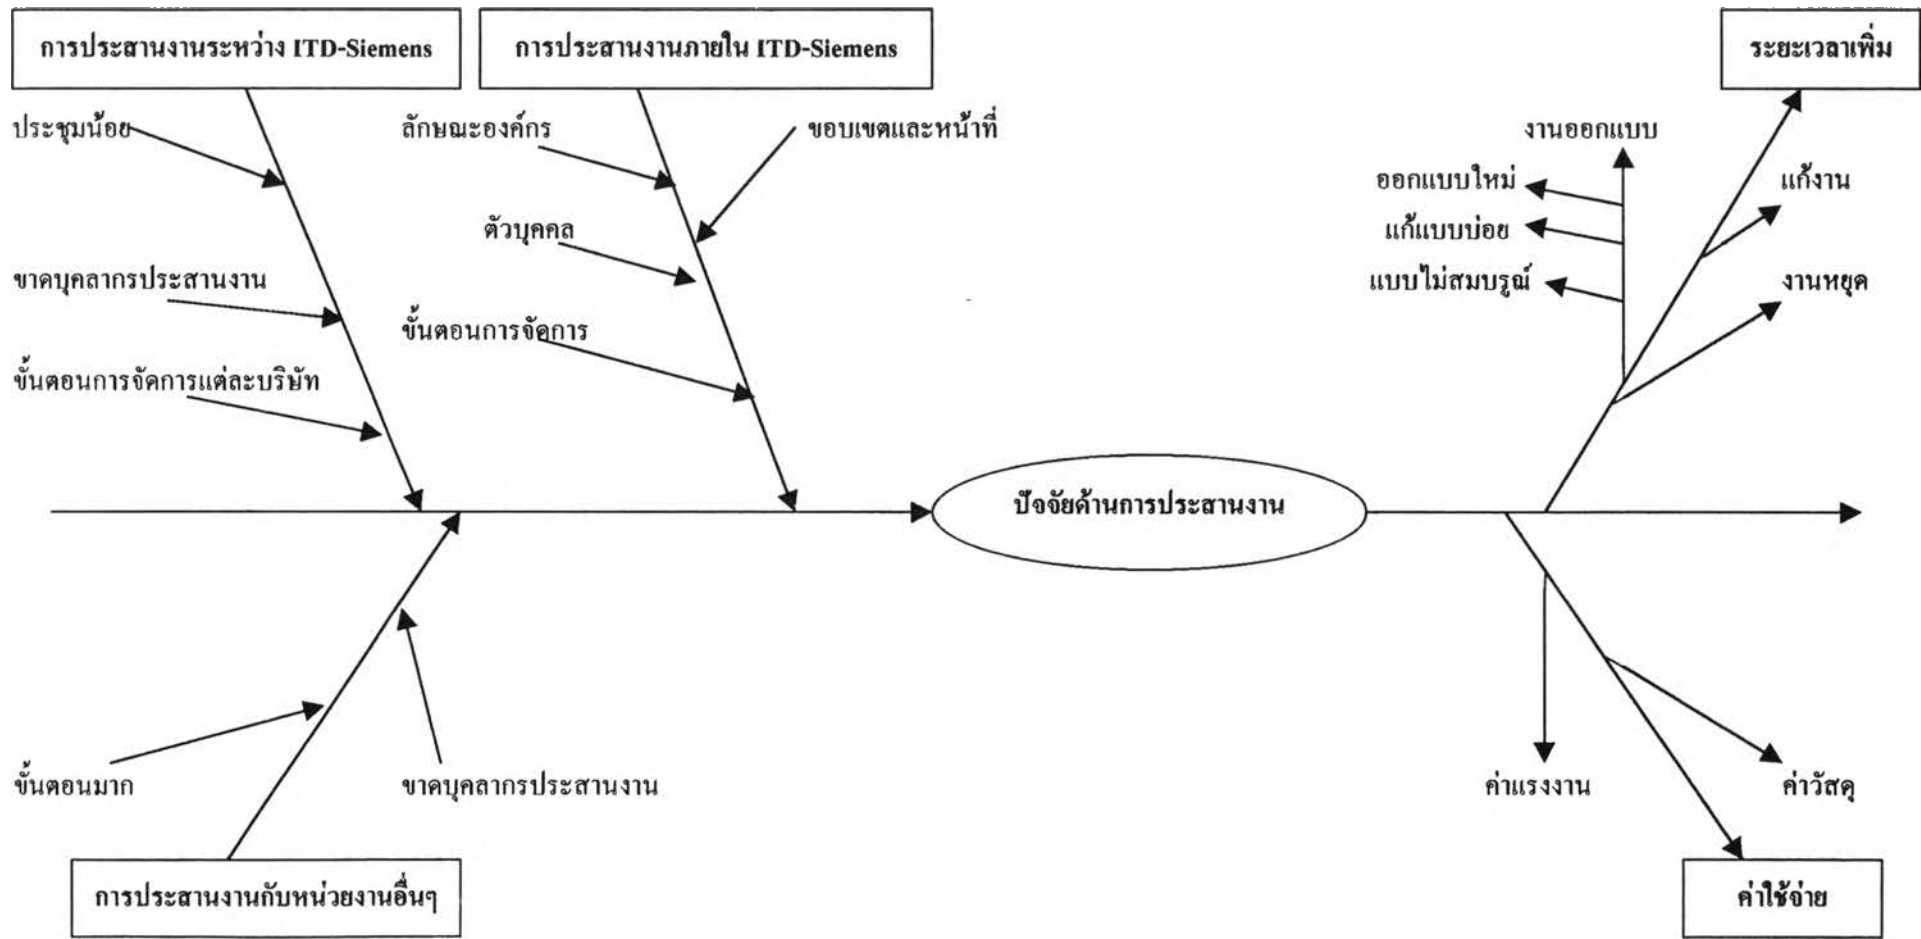 การประสานงานระหว่าง ITD-Siemens
การประสานงานภายใน ITD-Siemens
ระยะเวลาเพิ่ม
ประชุมน้อย
ลักษณะองค์กร
ขอบเขตและหน้าที่
งานออกแบบ
ออกแบบใหม่
แก้งาน
ตัวบุคคล
แก้แบบบ่อย
ขาดบุคลากรประสานงาน
แบบไม่สมบรูณ์
งานหยุด
ขั้นตอนการจัดการ
ขั้นตอนการจัดการแต่ละบริษัท
ปัจจัยด้านการประสานงาน
ขั้นตอนมาก
ขาดบุคลากรประสานงาน
ค่าแรงงาน
ค่าวัสดุ
การประสานงานกับหน่วยงานอื่นๆ
ค่าใช้จ่าย